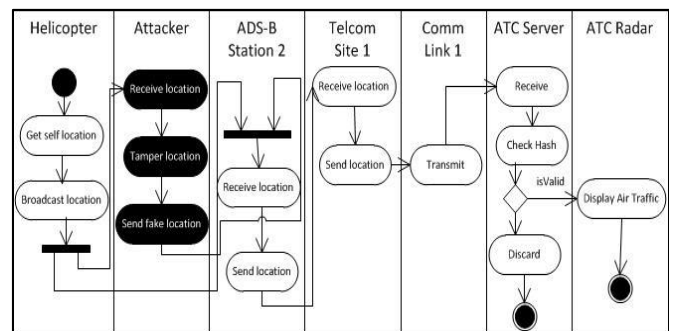 Helicopter
Attacker
ADS-B
Station 2
Telcom
Site 1
Comm
Link 1
ATC Server
ATC Radar
Get self location
Broadcast location
Receive location
Tamper location
Send fake location
Receive location
Send location
Receive location
Send location
Transmit
Receive
Check Hash
isValid
Discard
Display Air Traffic